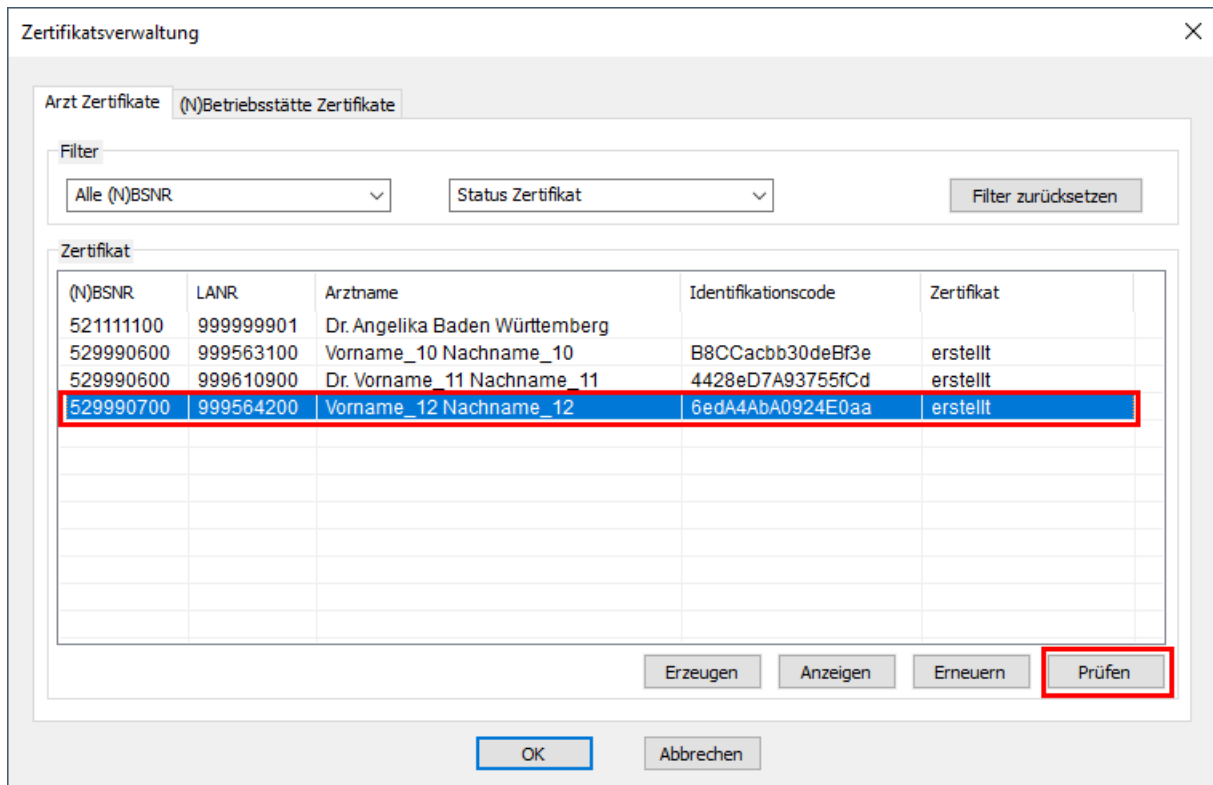 Zertifikatsverwaltung
Arzt Zertifikate (N)Betriebsstätte Zertifikate
Filter
Alle (N)BSNR Status Zertifikat Filter zurücksetzen
Zertifikat
(N)BSNR LANR Arztname Identifikationscode Zertifikat
521111100 999999901 Dr. Angelika Baden Württemberg
529990600 999563100 Vorname_10 Nachname_10 B8CCacbb30deBf3e erstellt
529990600 999610900 Dr. Vorname_11 Nachname_11 4428eD7A93755fCd erstellt
529990700 999564200 Vorname_12 Nachname_12 6edA4AbA0924E0aa erstellt
Erzeugen Anzeigen Erneuern Prüfen
OK Abbrechen